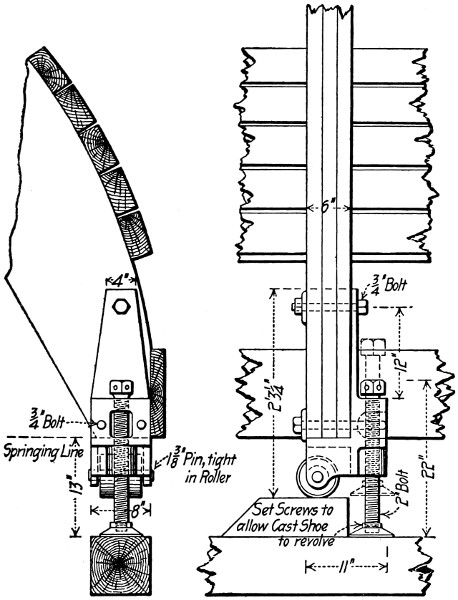 4"
3/4" Bolt
Springing Line
13"
8"
1 3/8" Pin, tight
in Roller
6"
3/4" Bolt
12"
2' 3 1/4"
22"
2" Bolt
Set Screws to
allow Cast Shoe
to revolve
11"